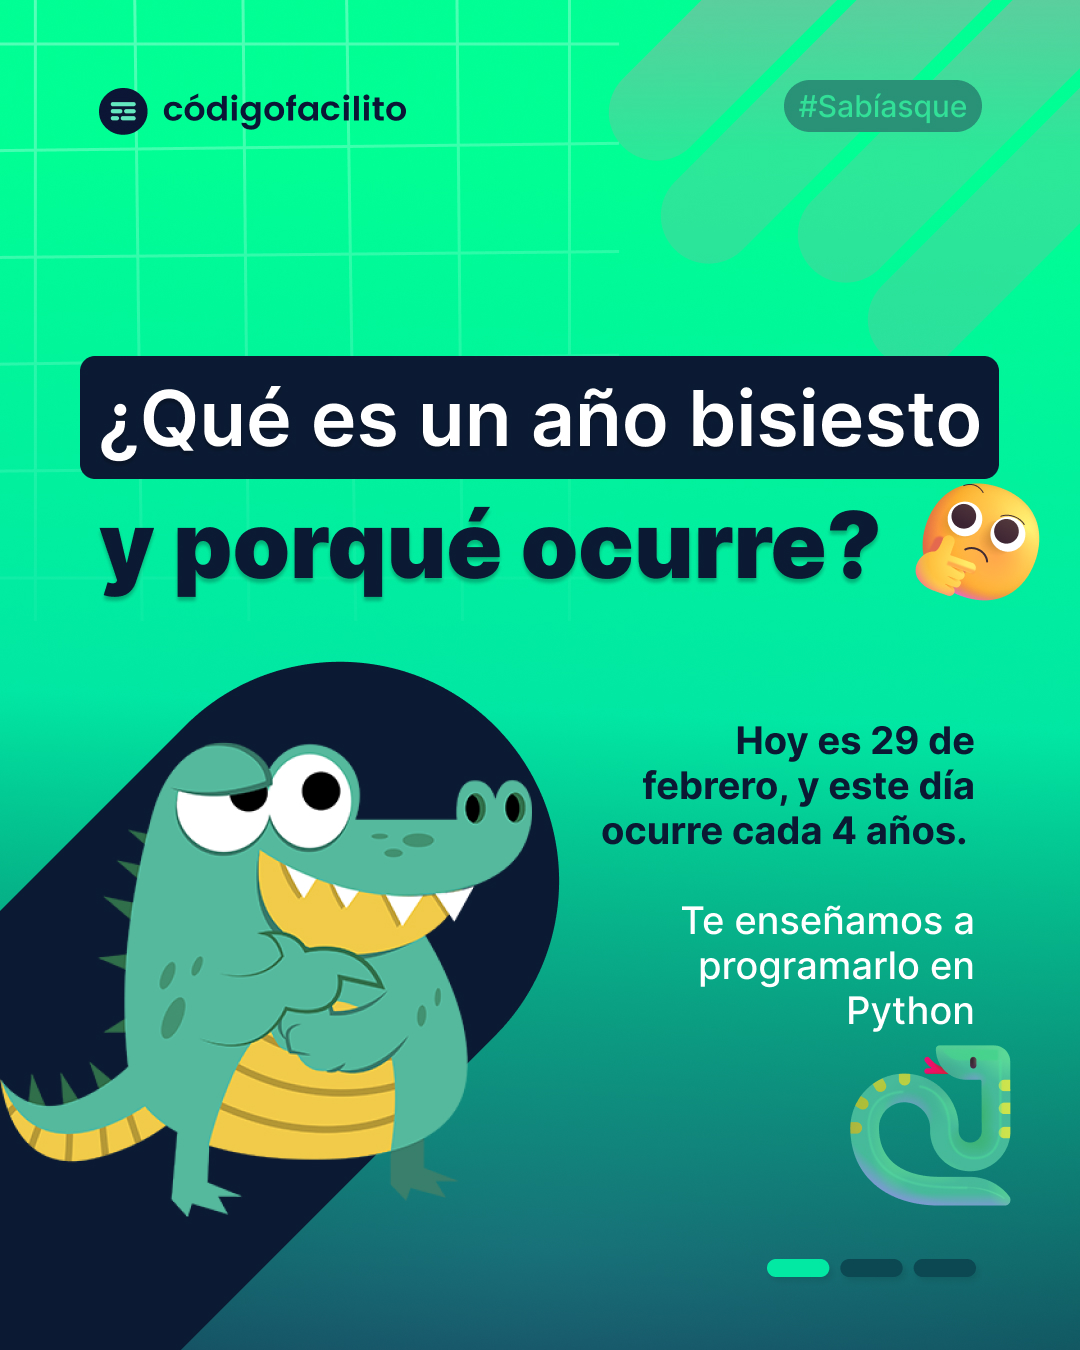 códigofacilito
#Sabíasque
¿Qué es un año bisiesto
y porqué ocurre?
Hoy es 29 de
febrero, y este día
ocurre cada 4 años.
Te enseñamos a
programarlo en
Python